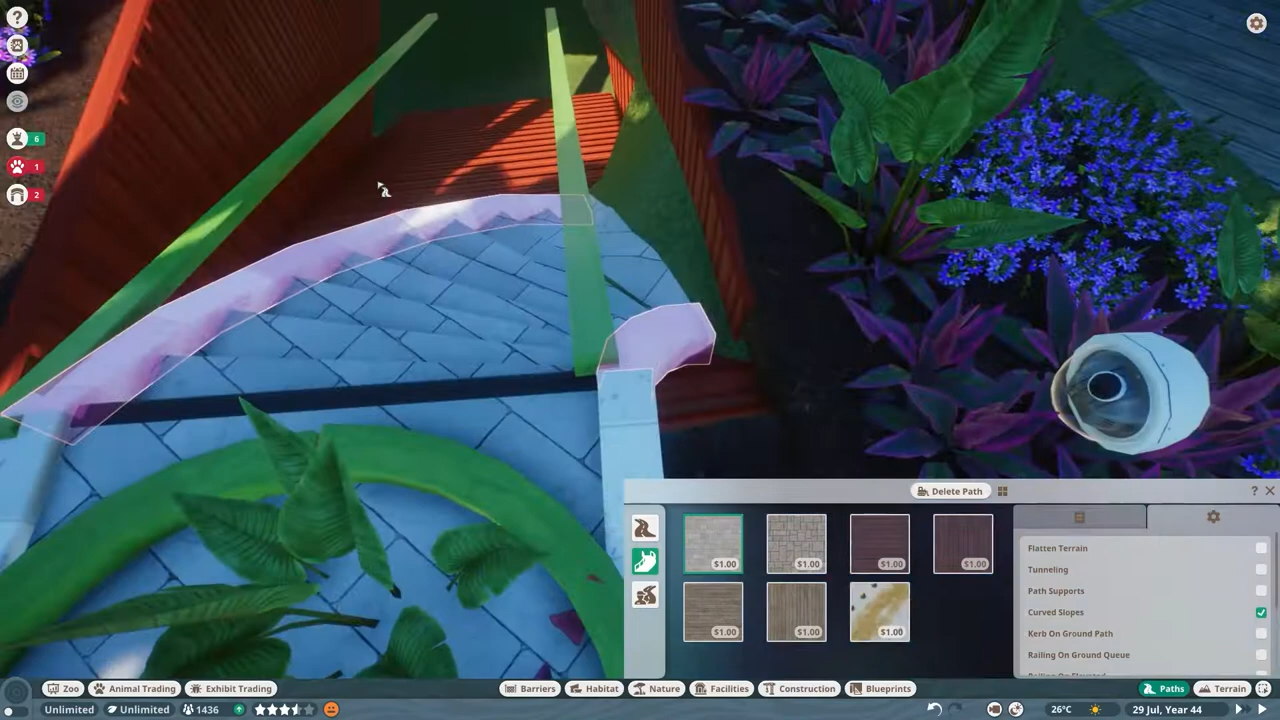 ?
6
1
2
Delete Path
?
$1.00
$1.00
$1.00
$1.00
$1.00
$1.00
$1.00
Flatten Terrain
Tunneling
Path Supports
Curved Slopes
Kerb On Ground Path
Railing On Ground Queue
Zoo
Animal Trading
Exhibit Trading
Barriers
Habitat
Nature
Facilities
Construction
Blueprints
Paths
Terrain
Unlimited
Unlimited
1436
26°C
29 Jul, Year 44